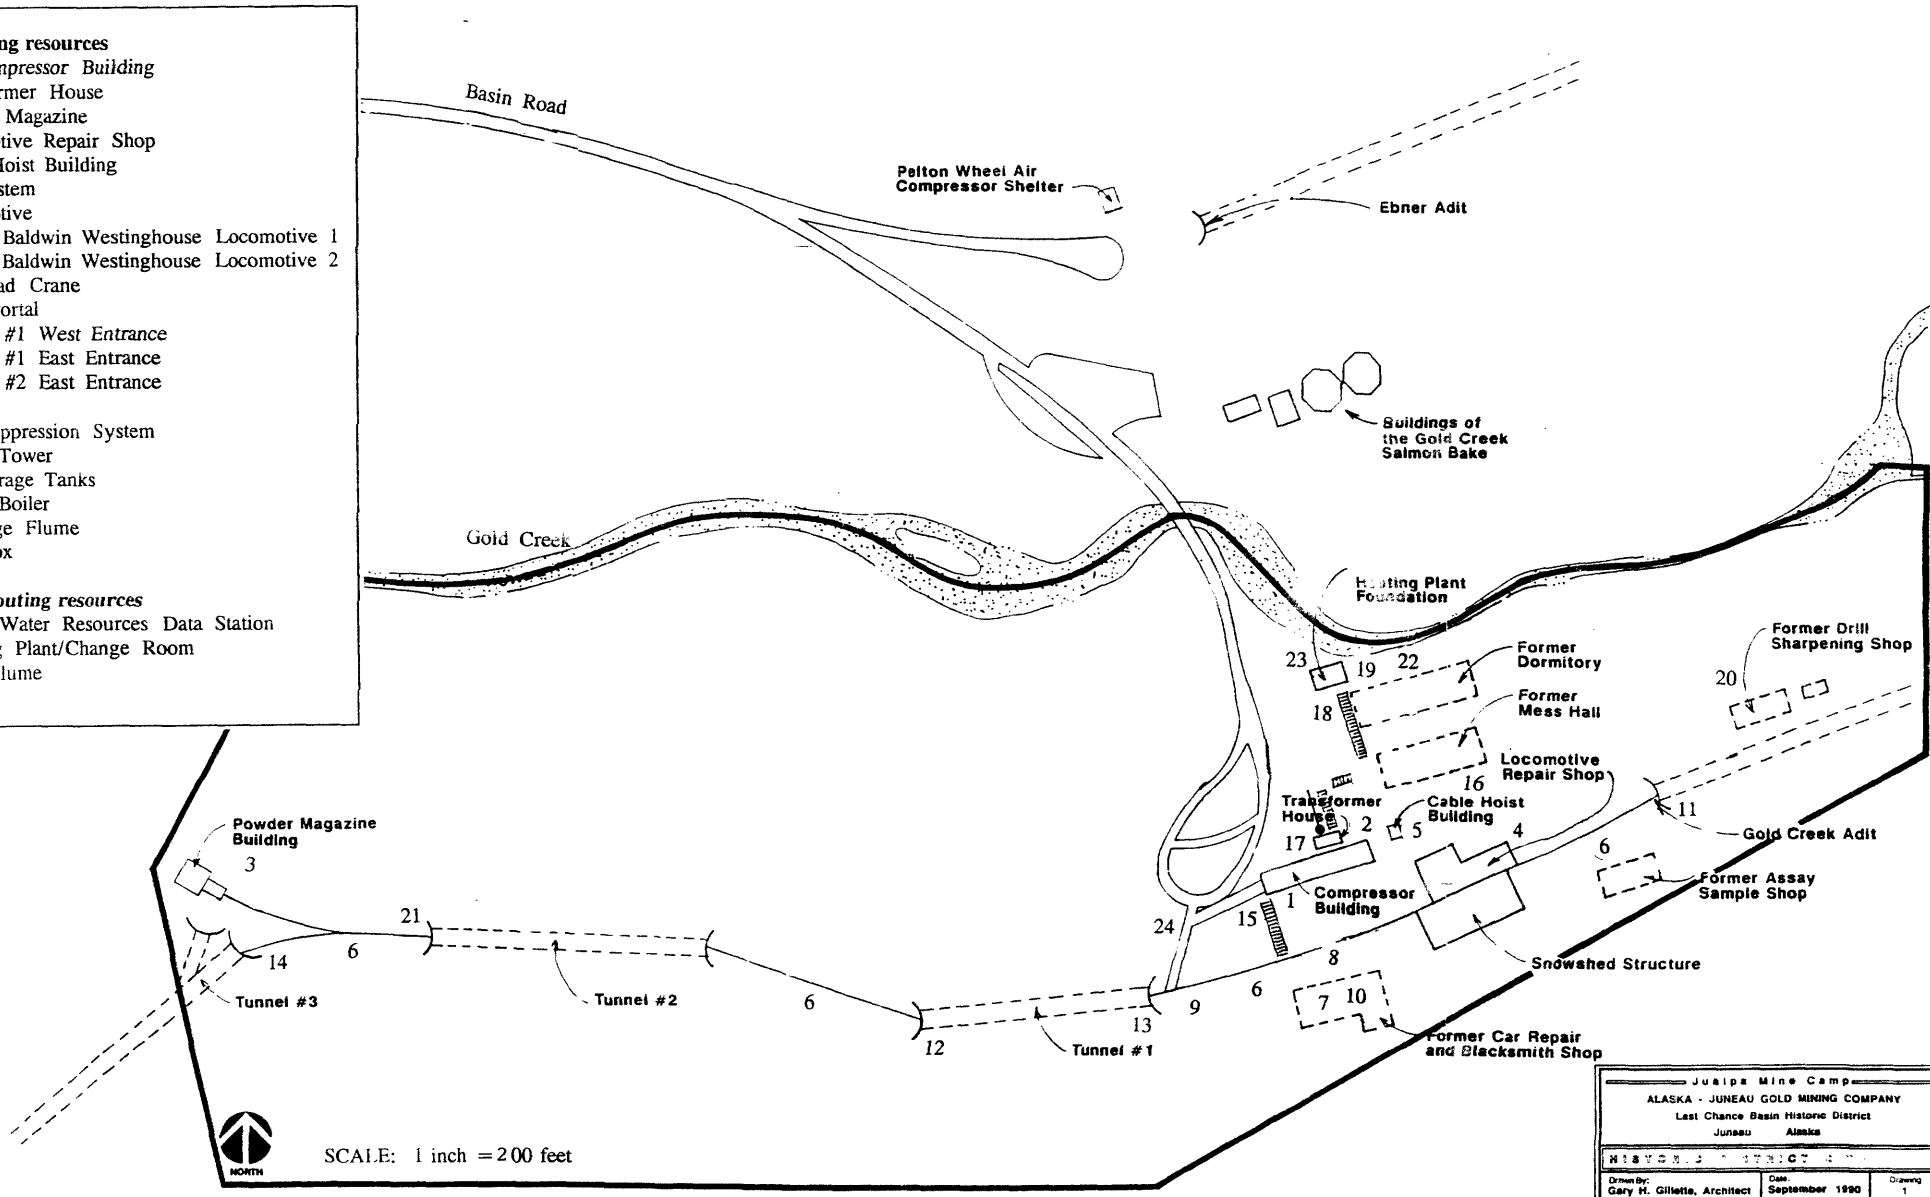 ng resources
mpressor Building
rmer House
Magazine
tive Repair Shop
Hoist Building
stem
tive
Baldwin Westinghouse Locomotive 1
Baldwin Westinghouse Locomotive 2
ad Crane
ortal
#1 West Entrance
#1 East Entrance
#2 East Entrance
ppression System
Tower
rage Tanks
Boiler
ge Flume
ox
outing resources
Water Resources Data Station
g Plant/Change Room
lume
Basin Road
Pelton Wheel Air
Compressor Shelter
Ebner Adit
Buildings of
the Gold Creek
Salmon Bake
Gold Creek
Heating Plant
Foundation
23
19
22
18
Former
Dormitory
Former
Mess Hall
16
Former Drill
Sharpening Shop
20
Locomotive
Repair Shop
Transformer
House
2
17
Cable Hoist
Building
5
4
11
Gold Creek Adit
6
Former Assay
Sample Shop
Compressor
Building
1
15
24
8
Snowshed Structure
9
6
7
10
Former Car Repair
and Blacksmith Shop
Powder Magazine
Building
3
21
6
14
Tunnel #3
Tunnel #2
6
12
13
Tunnel #1
NORTH
SCALE: 1 inch = 200 feet
Jualpa Mine Camp
ALASKA - JUNEAU GOLD MINING COMPANY
Last Chance Basin Historic District
Juneau Alaska
Drawn By:
Gary H. Gillette, Architect
Date:
September 1990
Drawing
1